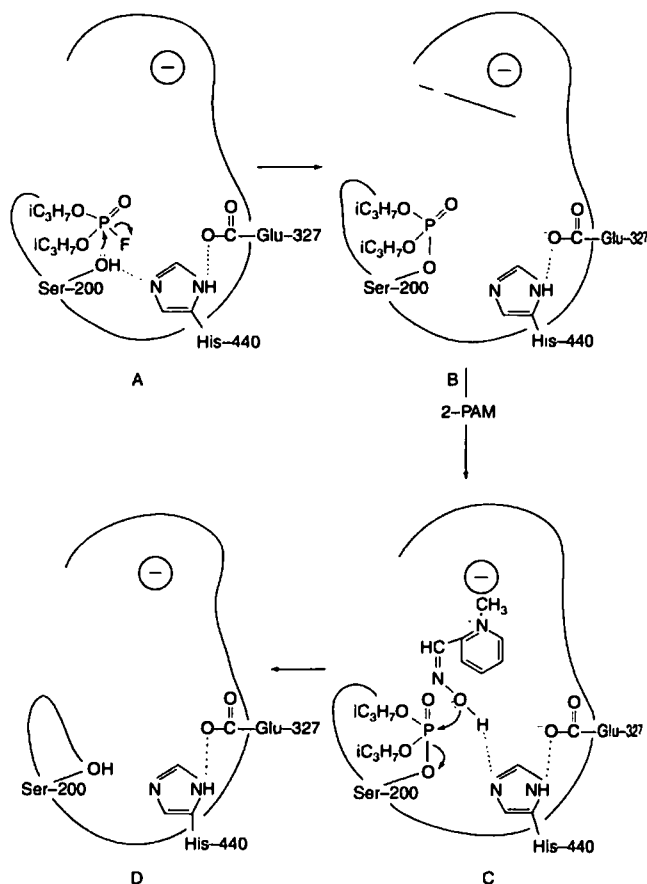 −
−
iC3H7O
O
P
iC3H7O
F
OH
Ser–200
O
O–C–Glu–327
N
NH
His–440
A
iC3H7O
O
P
iC3H7O
O
Ser–200
O
−O–C–Glu–327
N
NH
His–440
B
2–PAM
−
−
CH3
N+
HC
N
O
O
H
iC3H7O
P
iC3H7O
O
Ser–200
O
−O–C–Glu–327
N
NH
His–440
C
OH
Ser–200
O
O–C–Glu–327
N
NH
His–440
D